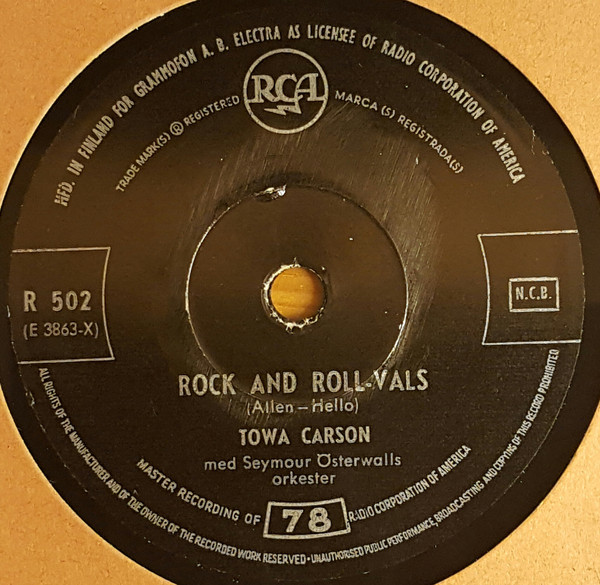 MFD. IN FINLAND FOR GRAMMOFON A. B. ELECTRA AS LICENSEE OF RADIO CORPORATION OF AMERICA
TRADE MARK(S) ® REGISTERED
RCA
MARCA (S) REGISTRADA(S)
R 502
(E 3863-X)
N.C.B.
ROCK AND ROLL-VALS
(Allen – Hello)
TOWA CARSON
med Seymour Österwalls
orkester
MASTER RECORDING OF
78
RADIO CORPORATION OF AMERICA
ALL RIGHTS OF THE MANUFACTURER AND OF THE OWNER OF THE RECORDED WORK RESERVED • UNAUTHORISED PUBLIC PERFORMANCE, BROADCASTING AND COPYING OF THIS RECORD PROHIBITED